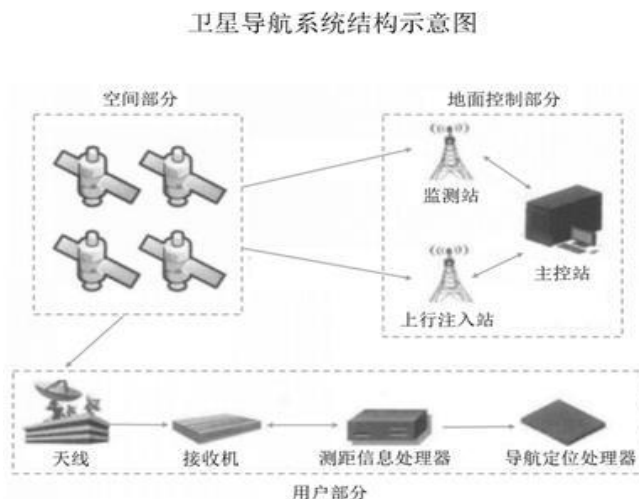 卫星导航系统结构示意图
空间部分
地面控制部分
监测站
主控站
上行注入站
天线
接收机
测距信息处理器
导航定位处理器
用户部分